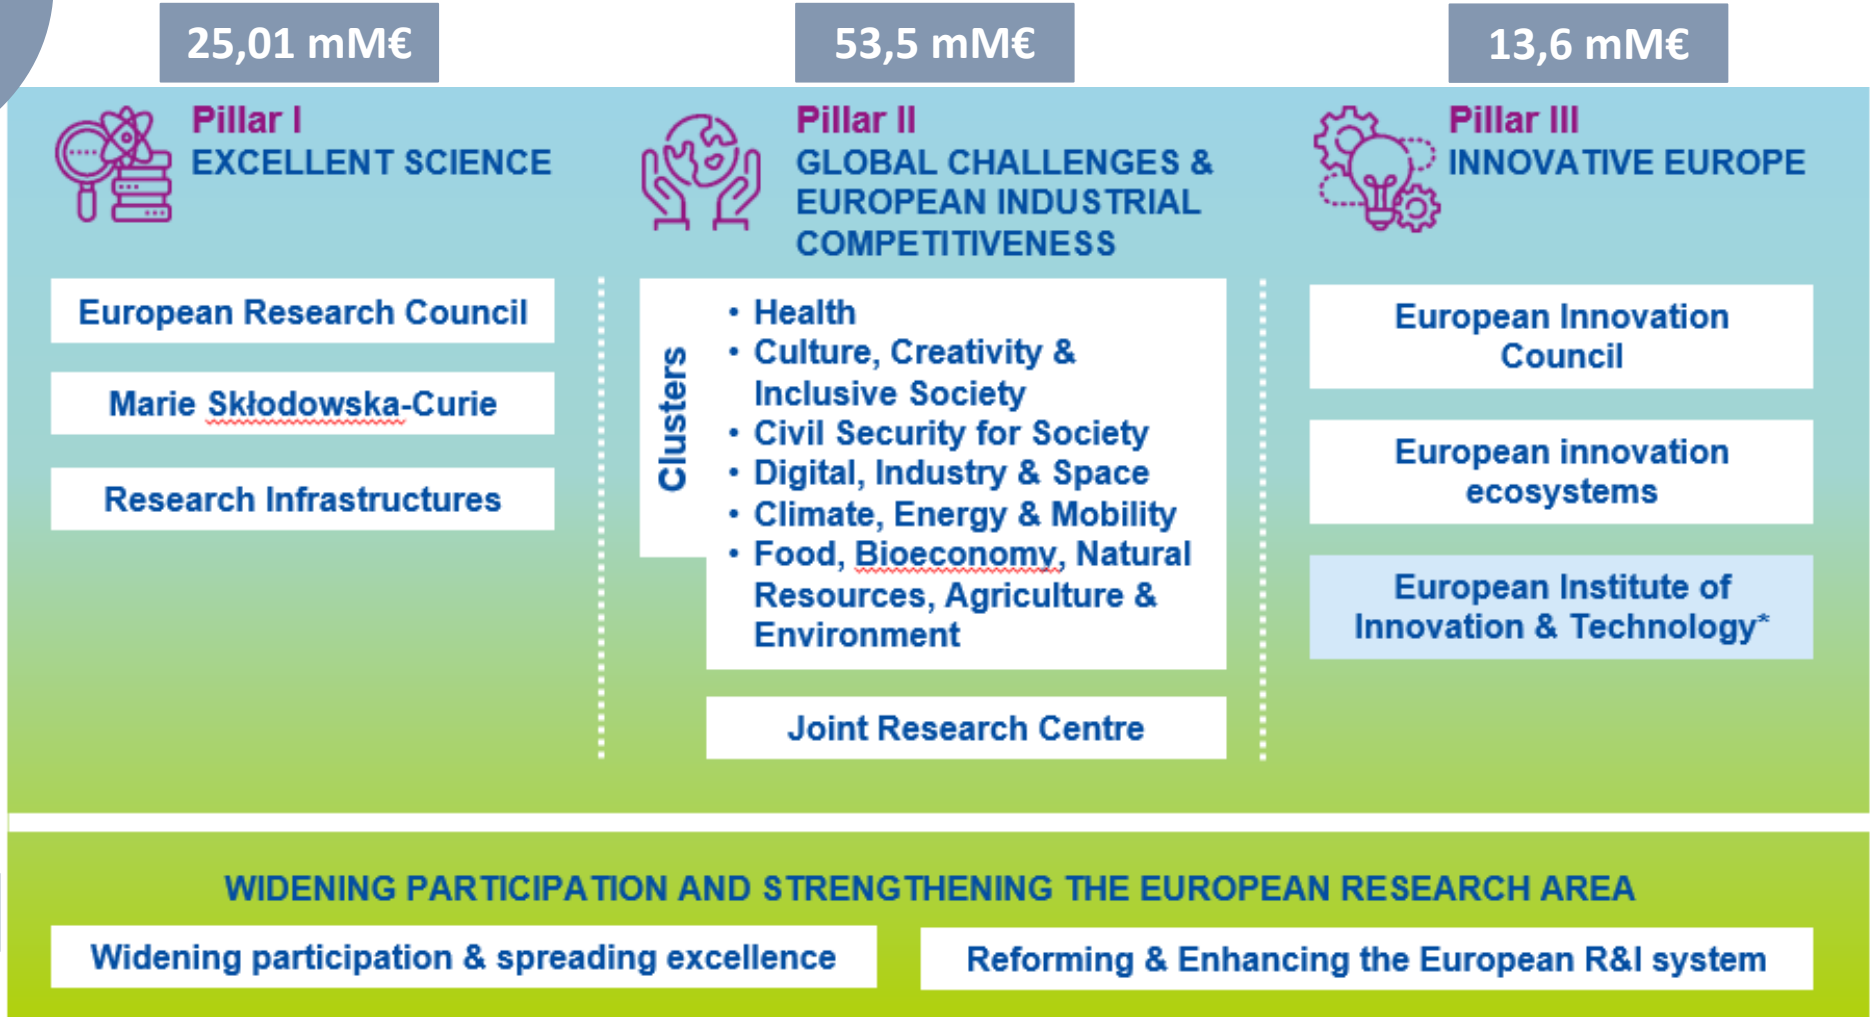 25,01 mM€
53,5 mM€
13,6 mM€
Pillar I
EXCELLENT SCIENCE
European Research Council
Marie Skłodowska-Curie
Research Infrastructures
Pillar II
GLOBAL CHALLENGES &
EUROPEAN INDUSTRIAL
COMPETITIVENESS
Clusters
• Health
• Culture, Creativity &
Inclusive Society
• Civil Security for Society
• Digital, Industry & Space
• Climate, Energy & Mobility
• Food, Bioeconomy, Natural
Resources, Agriculture &
Environment
Joint Research Centre
Pillar III
INNOVATIVE EUROPE
European Innovation
Council
European innovation
ecosystems
European Institute of
Innovation & Technology*
WIDENING PARTICIPATION AND STRENGTHENING THE EUROPEAN RESEARCH AREA
Widening participation & spreading excellence
Reforming & Enhancing the European R&I system